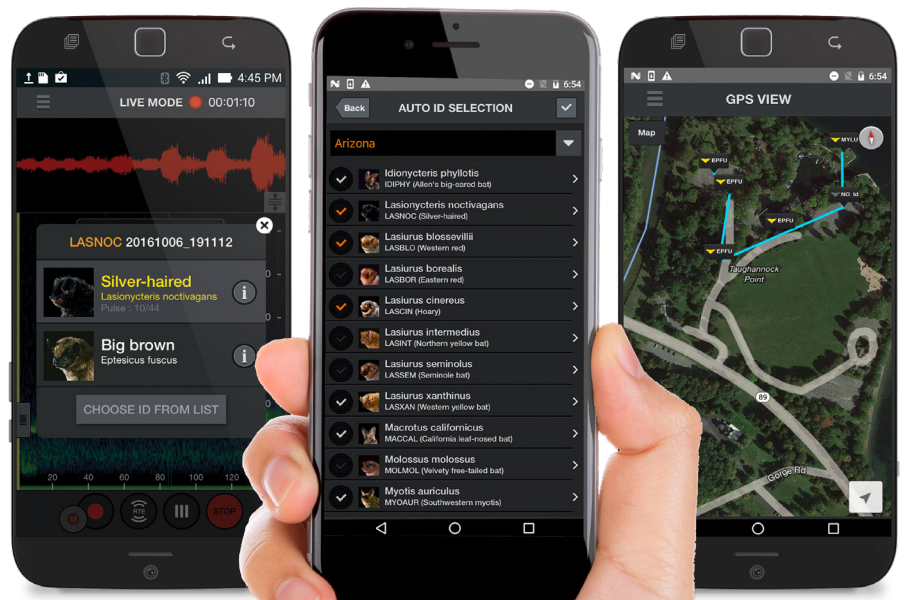 4:45 PM
LIVE MODE 00:01:10
LASNOC 20161006_191112
Silver-haired
Lasionycteris noctivagans
Pulse : 10/44
i
Big brown
Eptesicus fuscus
i
CHOOSE ID FROM LIST
20 40 60 80 100 120
RTE
STOP
6:54
Back AUTO ID SELECTION
Arizona
Idionycteris phyllotis
IDIPHY (Allen's big-eared bat)
Lasionycteris noctivagans
LASNOC (Silver-haired)
Lasiurus blossevillii
LASBLO (Western red)
Lasiurus borealis
LASBOR (Eastern red)
Lasiurus cinereus
LASCIN (Hoary)
Lasiurus intermedius
LASINT (Northern yellow bat)
Lasiurus seminolus
LASSEM (Seminole bat)
Lasiurus xanthinus
LASXAN (Western yellow bat)
Macrotus californicus
MACCAL (California leaf-nosed bat)
Molossus molossus
MOLMOL (Velvety free-tailed bat)
Myotis auriculus
MYOAUR (Southwestern myotis)
6:54
GPS VIEW
Map
MYLU
EPFU
EPFU
NO_Id
EPFU
EPFU
Taughannock
Point
89
Gorge Rd